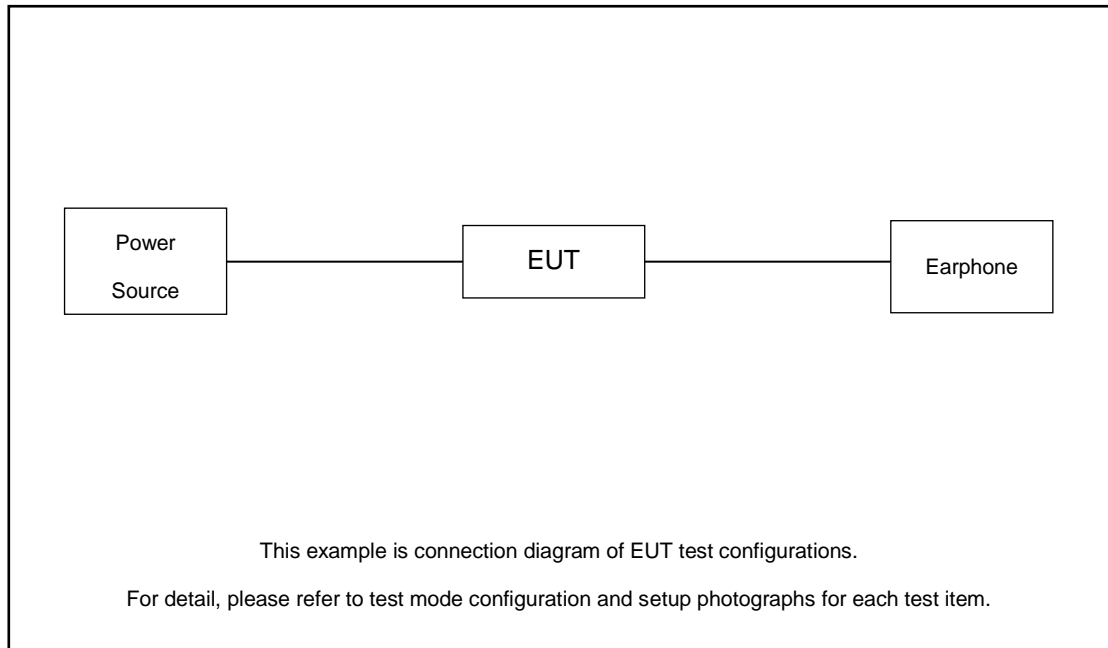 Power
Source
EUT
Earphone
This example is connection diagram of EUT test configurations.
For detail, please refer to test mode configuration and setup photographs for each test item.